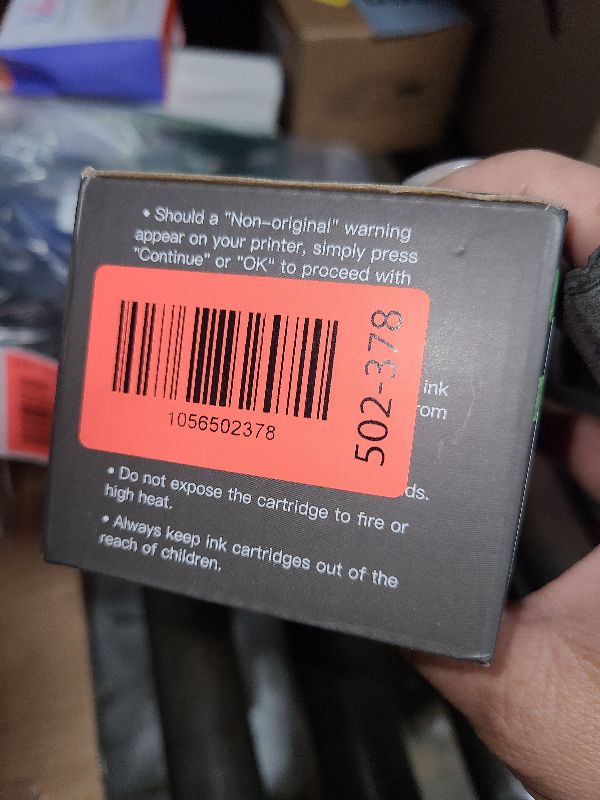 • Should a "Non-original" warning
appear on your printer, simply press
"Continue" or "OK" to proceed with
ink
rom
1056502378
502-378
ds.
• Do not expose the cartridge to fire or
high heat.
• Always keep ink cartridges out of the
reach of children.